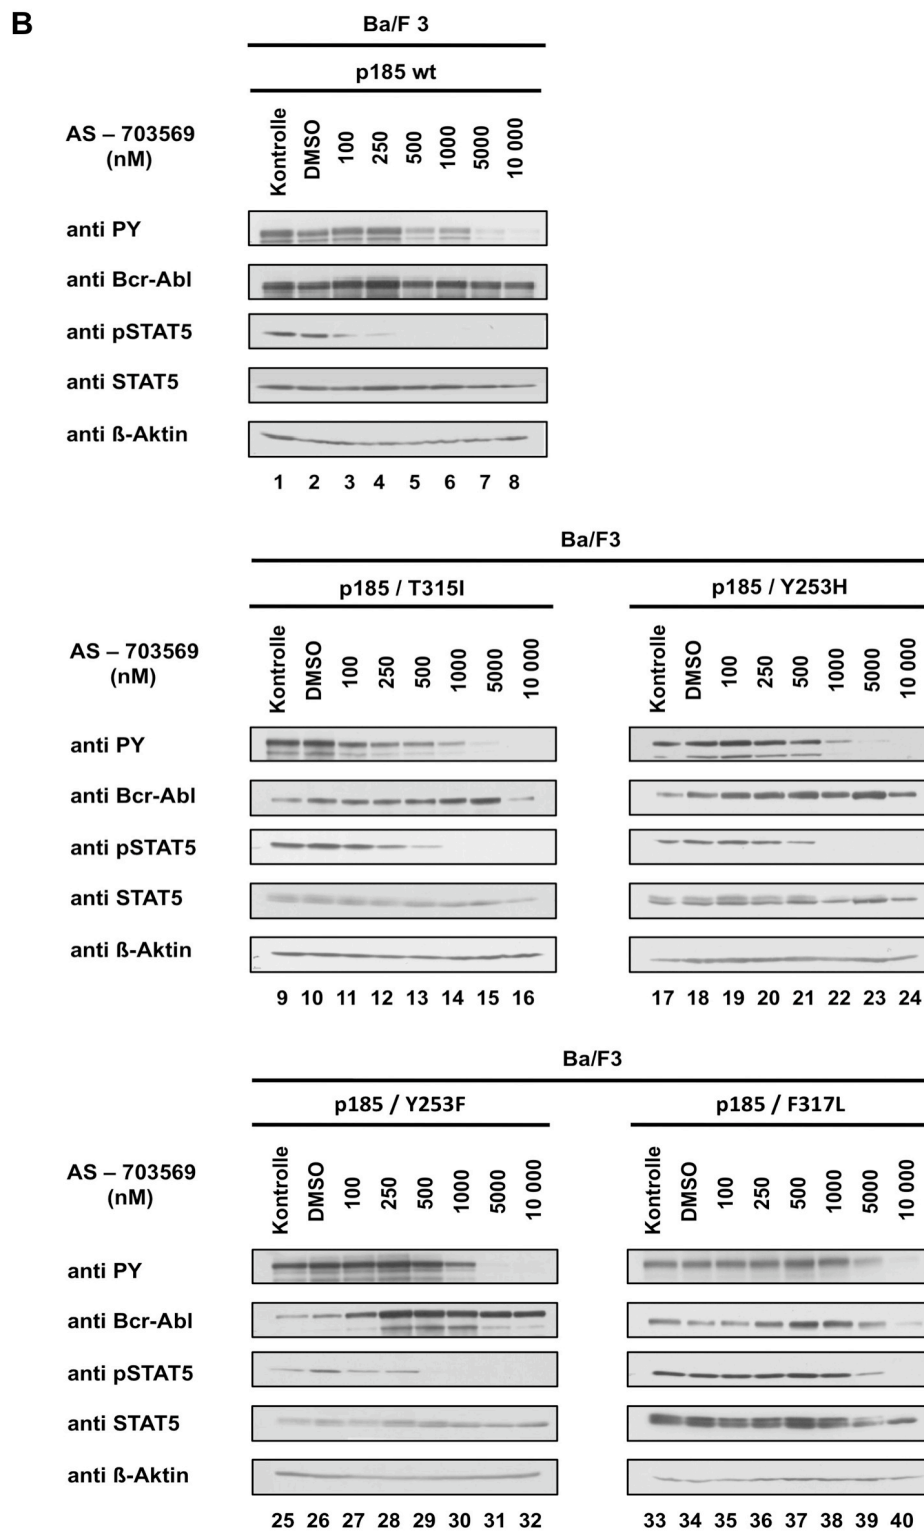 B
Ba/F 3
p185 wt
AS – 703569
(nM)
Kontrolle DMSO 100 250 500 1000 5000 10 000
anti PY
anti Bcr-Abl
anti pSTAT5
anti STAT5
anti ß-Aktin
1 2 3 4 5 6 7 8
Ba/F3
p185 / T315I p185 / Y253H
AS – 703569
(nM)
Kontrolle DMSO 100 250 500 1000 5000 10 000 Kontrolle DMSO 100 250 500 1000 5000 10 000
anti PY
anti Bcr-Abl
anti pSTAT5
anti STAT5
anti ß-Aktin
9 10 11 12 13 14 15 16 17 18 19 20 21 22 23 24
Ba/F3
p185 / Y253F p185 / F317L
AS – 703569
(nM)
Kontrolle DMSO 100 250 500 1000 5000 10 000 Kontrolle DMSO 100 250 500 1000 5000 10 000
anti PY
anti Bcr-Abl
anti pSTAT5
anti STAT5
anti ß-Aktin
25 26 27 28 29 30 31 32 33 34 35 36 37 38 39 40